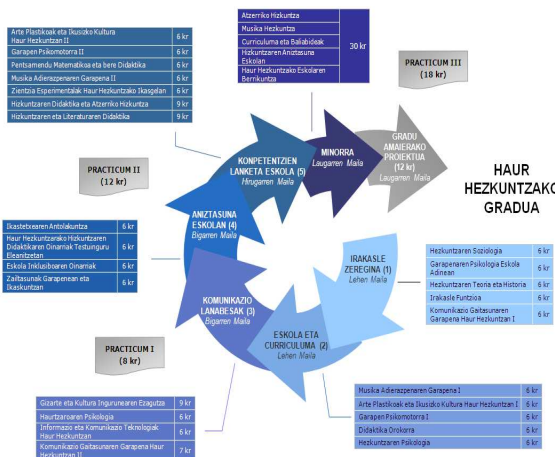 Arte Plastikoak eta Ikusizko Kultura
Haur Hezkuntzan II
6 kr
Garapen Psikomotorra II
6 kr
Pentsamendu Matematikoa eta bere Didaktika
6 kr
Musika Adierazpenaren Garapena II
6 kr
Zientzia Esperimentalak Haur Hezkuntzako Ikasgelan
6 kr
Hizkuntzaren Didaktika eta Atzerriko Hizkuntza
9 kr
Hizkuntzaren eta Literaturaren Didaktika
9 kr
Atzerriko Hizkuntza
Musika Hezkuntza
Curriculuma eta Baliabideak
Hizkuntzaren Aniztasuna
Eskolan
Haur Hezkuntzako Eskolaren
Berrikuntza
30 kr
PRACTICUM III
(18 kr)
KONPETENTZIEN
LANKETA ESKOLA (5)
Hirugarren Maila
MINORRA
Laugarren Maila
GRADU
AMAIERAKO
PROIEKTUA
(12 kr)
Laugarren Maila
HAUR
HEZKUNTZAKO
GRADUA
PRACTICUM II
(12 kr)
ANIZTASUNA
ESKOLAN (4)
Bigarren Maila
Ikastetxearen Antolakuntza
6 kr
Haur Hezkuntzarako Hizkuntzaren
Didaktikaren Oinarriak Testuinguru
Eleanitzetan
6 kr
Eskola Inklusiboaren Oinarriak
6 kr
Zailtasunak Garapenean eta
Ikaskuntzan
6 kr
IRAKASLE
ZEREGINA (1)
Lehen Maila
Hezkuntzaren Soziologia
6 kr
Garapenaren Psikologia Eskola
Adinean
6 kr
Hezkuntzaren Teoria eta Historia
6 kr
Irakasle Funtzioa
6 kr
Komunikazio Gaitasunaren
Garapena Haur Hezkuntzan I
6 kr
KOMUNIKAZIO
LANABESAK (3)
Bigarren Maila
ESKOLA ETA
CURRICULUMA (2)
Lehen Maila
PRACTICUM I
(8 kr)
Gizarte eta Kultura Ingurunearen Ezagutza
9 kr
Haurtzaroaren Psikologia
6 kr
Informazio eta Komunikazio Teknologiak
Haur Hezkuntzan
6 kr
Komunikazio Gaitasunaren Garapena Haur
Hezkuntzan II
7 kr
Musika Adierazpenaren Garapena I
6 kr
Arte Plastikoak eta Ikusizko Kultura Haur Hezkuntzan I
6 kr
Garapen Psikomotorra I
6 kr
Didaktika Orokorra
6 kr
Hezkuntzaren Psikologia
6 kr